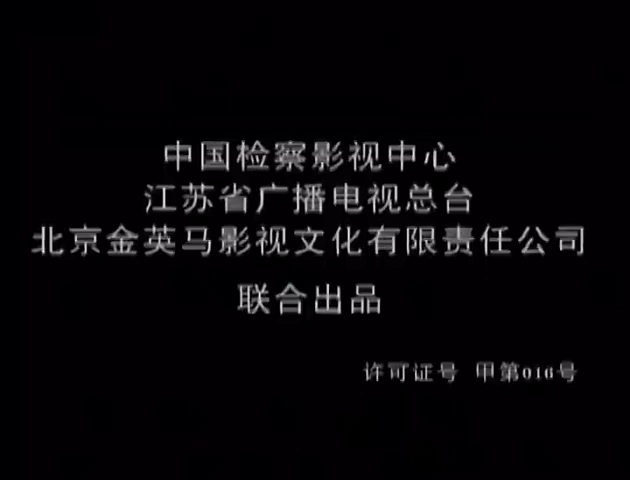 中国检察影视中心
江苏省广播电视总台
北京金英马影视文化有限责任公司
联合出品
许可证号 甲第016号